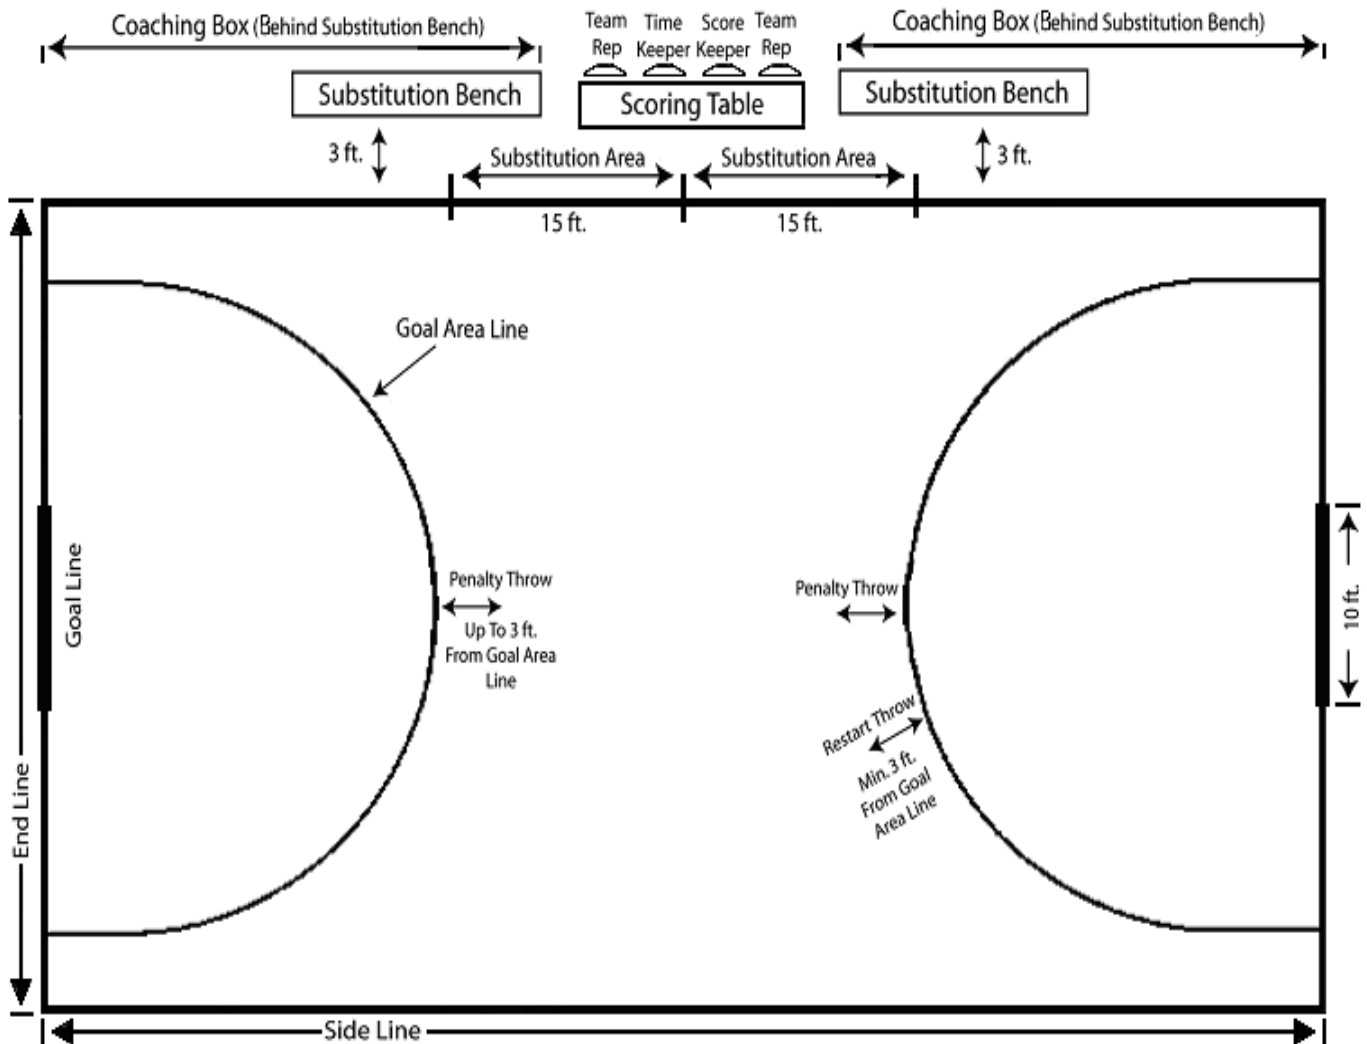 Coaching Box (Behind Substitution Bench)
Team Rep
Time Keeper
Score Keeper
Team Rep
Coaching Box (Behind Substitution Bench)
Substitution Bench
Scoring Table
Substitution Bench
3 ft.
Substitution Area
Substitution Area
3 ft.
15 ft.
15 ft.
Goal Area Line
Goal Line
Penalty Throw
Up To 3 ft.
From Goal Area
Line
Penalty Throw
Restart Throw
Min. 3 ft.
From Goal
Area Line
10 ft.
End Line
Side Line